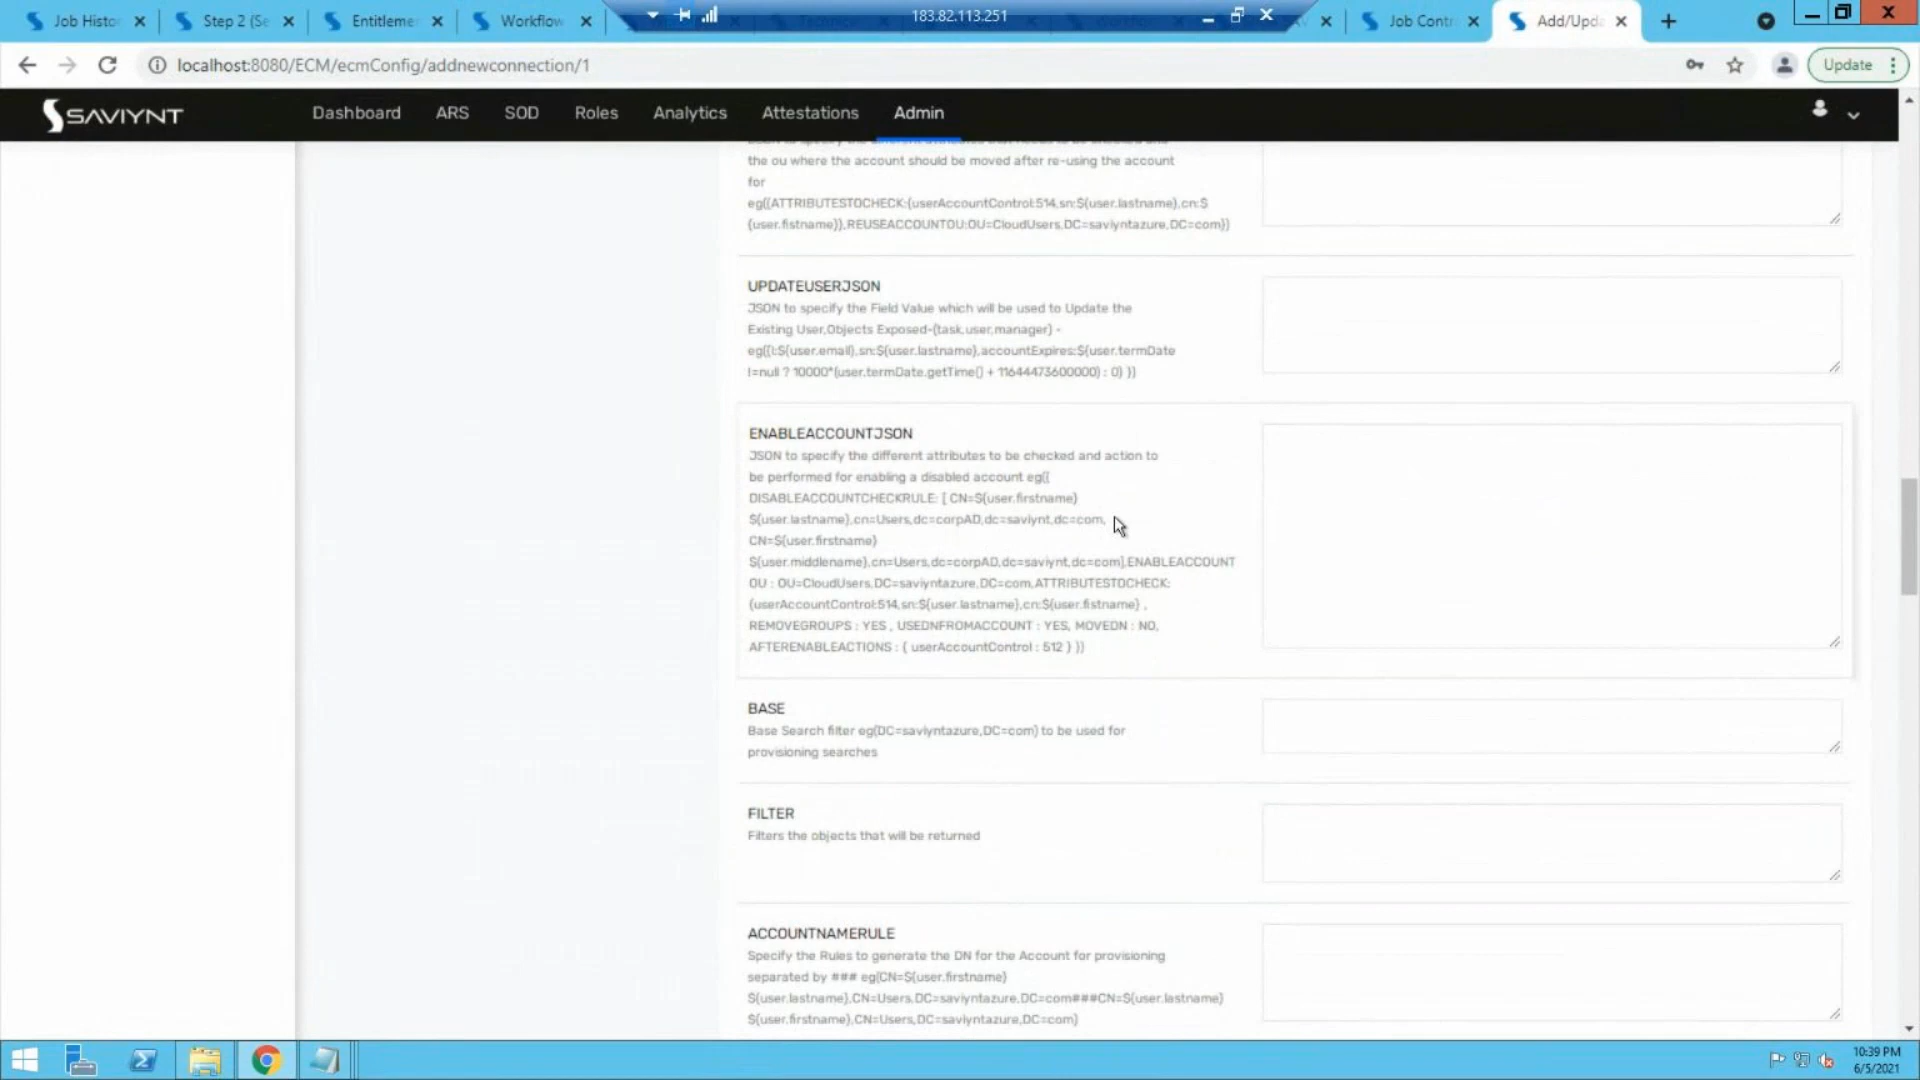 Job Histo
Step 2 (Se
Entitleme
Workflow
183.82.113.251
Job Contr
Add/Upda
localhost:8080/ECM/ecmConfig/addnewconnection/1
Update
SAVIYNT
Dashboard
ARS
SOD
Roles
Analytics
Attestations
Admin
the ou where the account should be moved after re-using the account
for
eg({ATTRIBUTESTOCHECK:{userAccountControl:514,sn:${user.lastname},cn:$
{user.fistname}},REUSEACCOUNTOU:OU=CloudUsers,DC=saviyntazure,DC=com})
UPDATEUSERJSON
JSON to specify the Field Value which will be used to Update the
Existing User,Objects Exposed-(task,user,manager) -
eg({l:${user.email},sn:${user.lastname},accountExpires:${user.termDate
!=null ? 10000*(user.termDate.getTime() + 11644473600000) : 0} })
ENABLEACCOUNTJSON
JSON to specify the different attributes to be checked and action to
be performed for enabling a disabled account eg({
DISABLEACCOUNTCHECKRULE: [ CN=${user.firstname}
${user.lastname},cn=Users,dc=corpAD,dc=saviynt,dc=com,
CN=${user.firstname}
${user.middlename},cn=Users,dc=corpAD,dc=saviynt,dc=com],ENABLEACCOUNT
OU : OU=CloudUsers,DC=saviyntazure,DC=com,ATTRIBUTESTOCHECK:
{userAccountControl:514,sn:${user.lastname},cn:${user.fistname} ,
REMOVEGROUPS : YES , USEDNFROMACCOUNT : YES, MOVEDN : NO,
AFTERENABLEACTIONS : { userAccountControl : 512 } })
BASE
Base Search filter eg(DC=saviyntazure,DC=com) to be used for
provisioning searches
FILTER
Filters the objects that will be returned
ACCOUNTNAMERULE
Specify the Rules to generate the DN for the Account for provisioning
separated by ### eg(CN=${user.firstname}
${user.lastname},CN=Users,DC=saviyntazure,DC=com###CN=${user.lastname}
${user.firstname},CN=Users,DC=saviyntazure,DC=com)
10:39 PM
6/5/2021